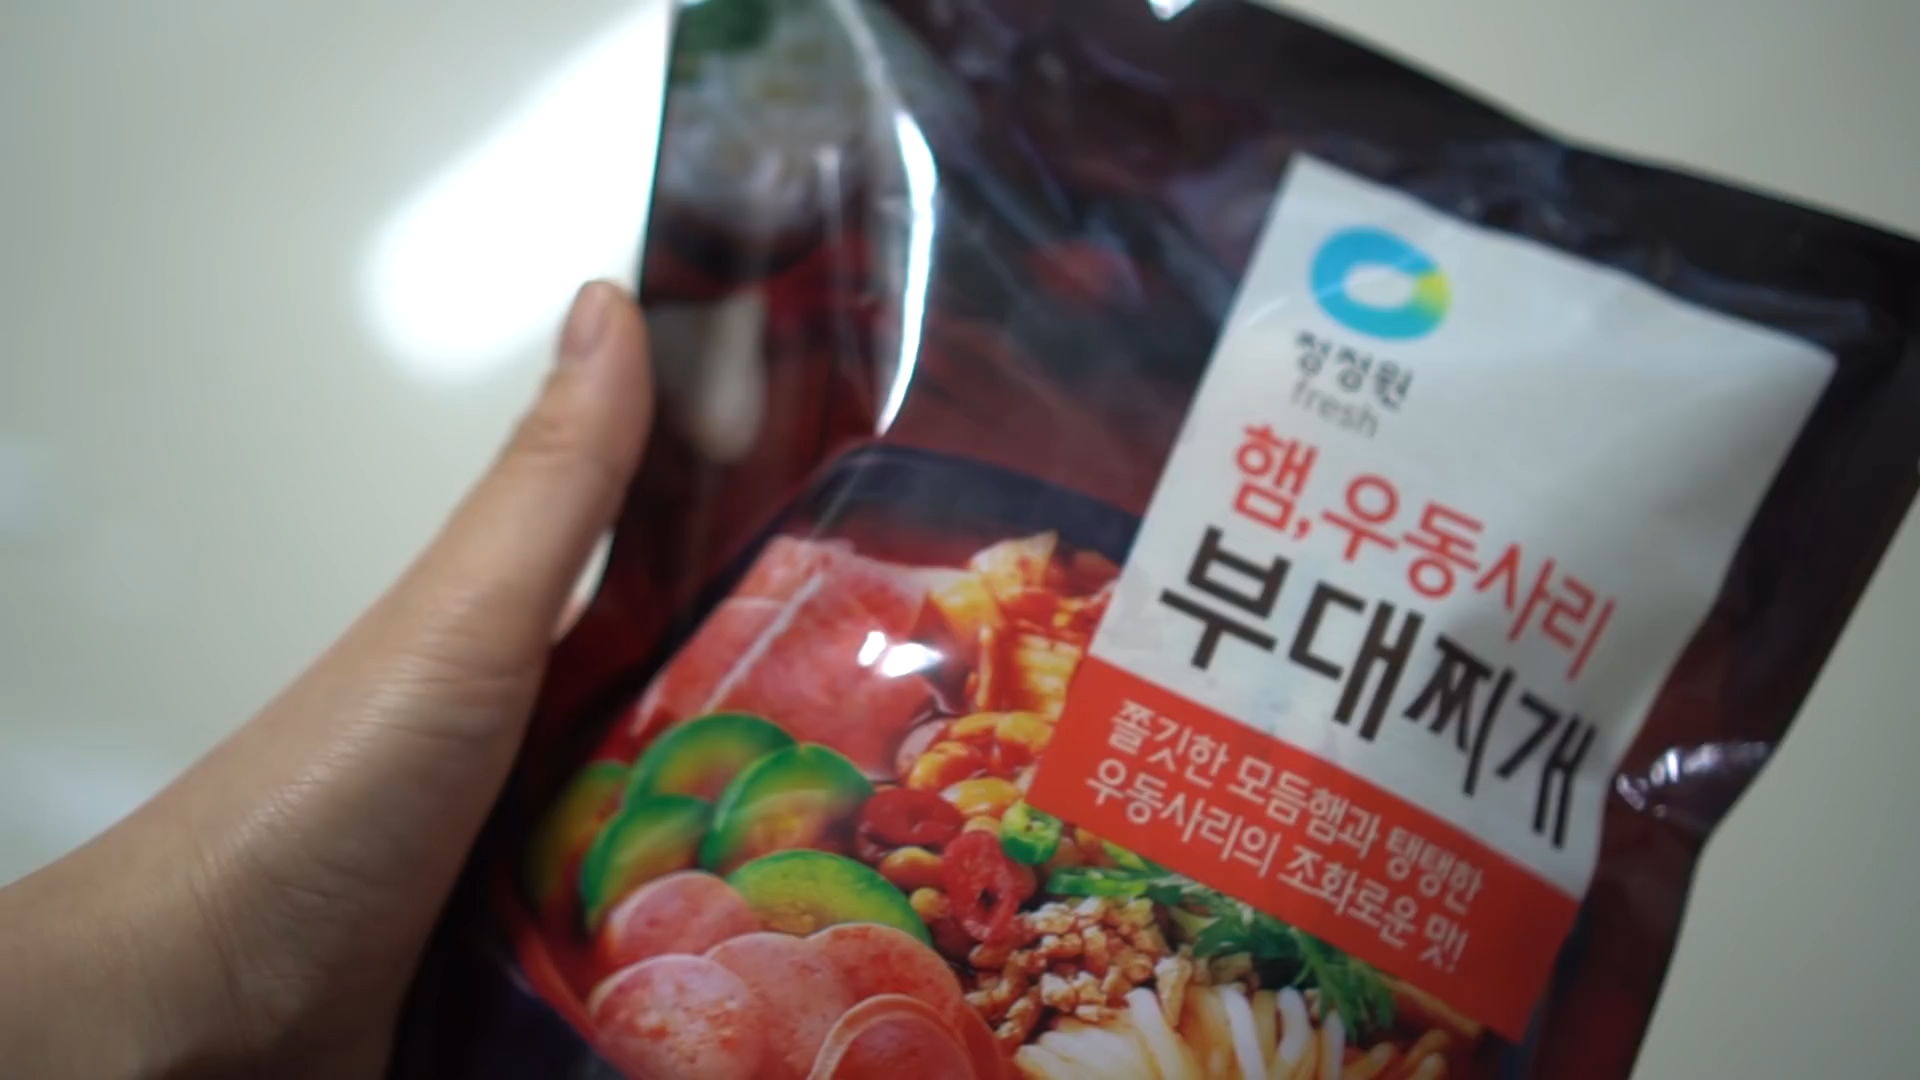 청정원
fresh
햄,우동사리
부대찌개
쫄깃한 모듬햄과 탱탱한
우동사리의 조화로운 맛!